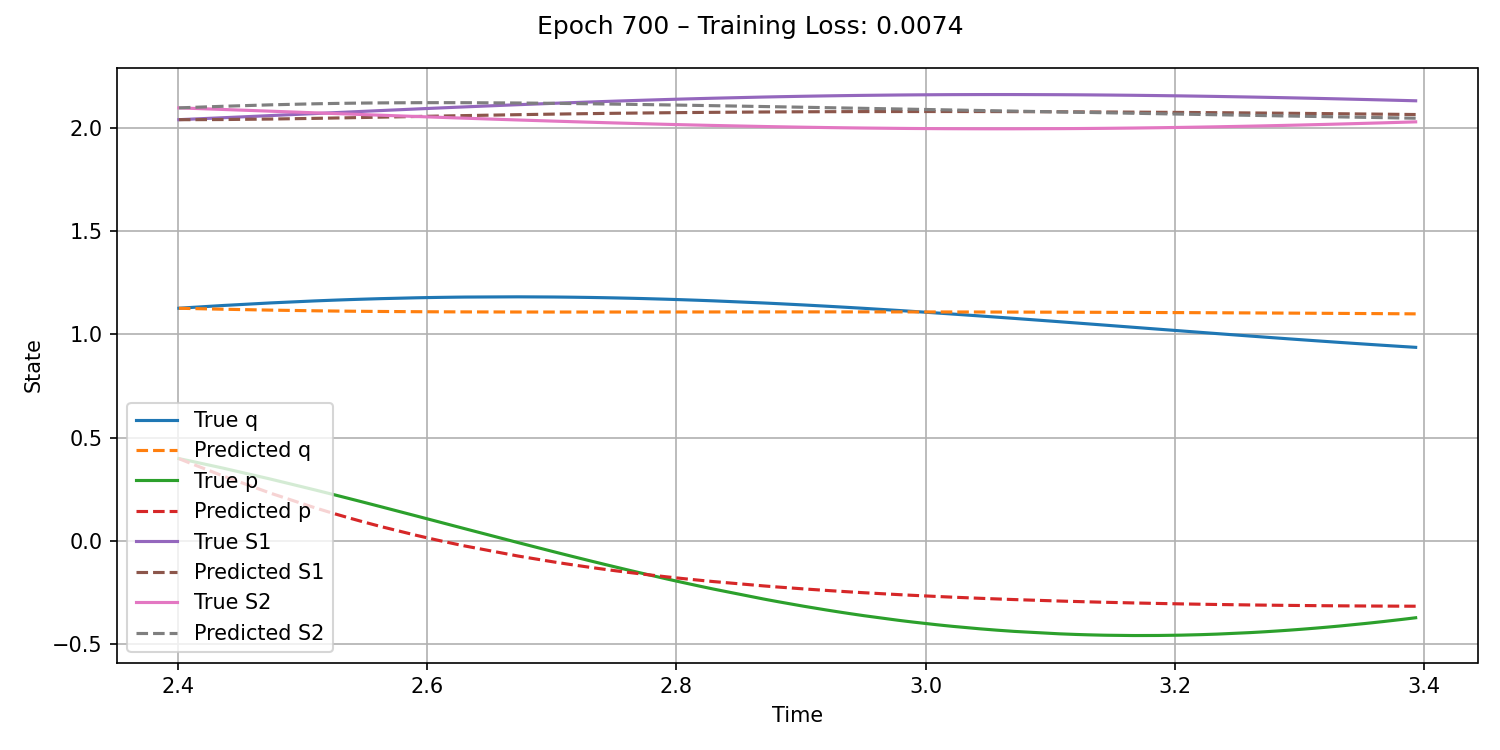 Epoch 700 – Training Loss: 0.0074
State
2.0
1.5
1.0
0.5
0.0
−0.5
True q
Predicted q
True p
Predicted p
True S1
Predicted S1
True S2
Predicted S2
2.4 2.6 2.8 3.0 3.2 3.4
Time